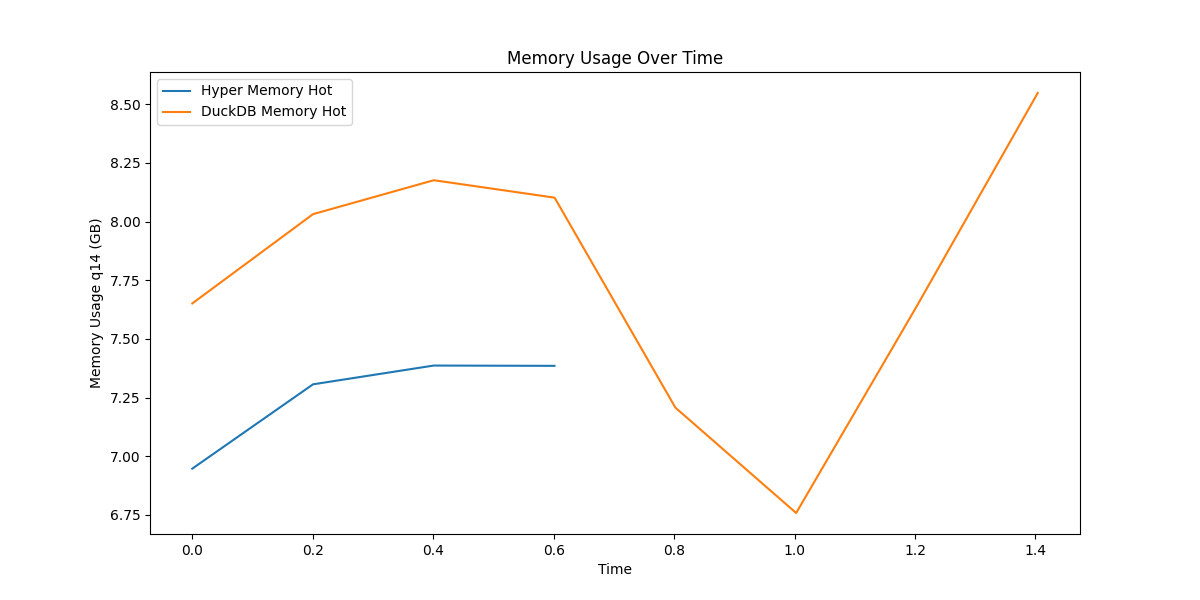 Memory Usage Over Time
Hyper Memory Hot
DuckDB Memory Hot
Memory Usage q14 (GB)
8.50
8.25
8.00
7.75
7.50
7.25
7.00
6.75
0.0 0.2 0.4 0.6 0.8 1.0 1.2 1.4
Time